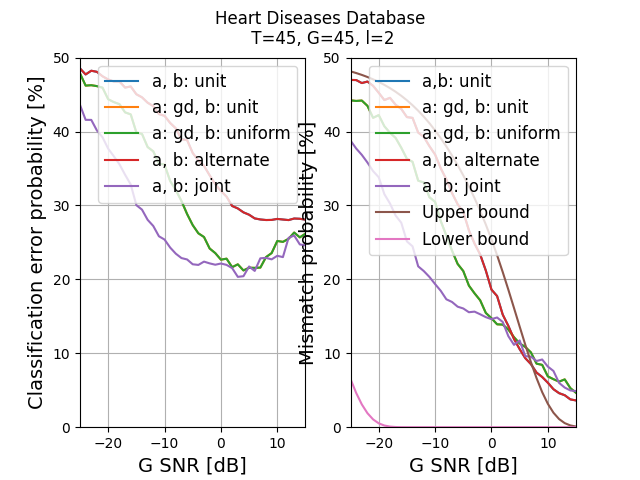 Heart Diseases Database
T=45, G=45, l=2
Classification error probability [%]
50
40
30
20
10
0
−20
−10
0
10
G SNR [dB]
a, b: unit
a: gd, b: unit
a: gd, b: uniform
a, b: alternate
a, b: joint
Mismatch probability [%]
50
40
30
20
10
0
−20
−10
0
10
G SNR [dB]
a,b: unit
a: gd, b: unit
a: gd, b: uniform
a, b: alternate
a, b: joint
Upper bound
Lower bound